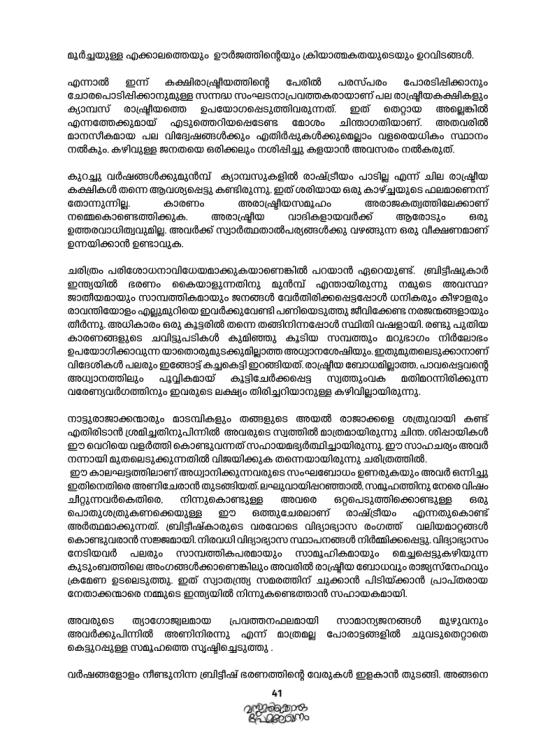 മൂർച്ചയുള്ള എക്കാലത്തെയും ഊർജത്തിന്റെയും ക്രിയാത്മകതയുടെയും ഉറവിടങ്ങൾ.
എന്നാൽ ഇന്ന് കക്ഷിരാഷ്ട്രീയത്തിന്റെ പേരിൽ പരസ്പരം പോരടിപ്പിക്കാനും
ചോരപൊടിപ്പിക്കാനുമുള്ള സന്നദ്ധ സംഘടനാപ്രവത്തകരായാണ് പല രാഷ്ട്രീയകക്ഷികളും
ക്യാമ്പസ് രാഷ്ട്രീയത്തെ ഉപയോഗപ്പെടുത്തിവരുന്നത്. ഇത് തെറ്റായ അല്ലെങ്കിൽ
എന്നത്തേക്കുമായ് എടുത്തെറിയപ്പെടേണ്ട മോശം ചിന്താഗതിയാണ്. അതവരിൽ
മാനസീകമായ പല വിദ്വേഷങ്ങൾക്കും എതിർപ്പുകൾക്കുമെല്ലാം വളരെയധികം സ്ഥാനം
നൽകും. കഴിവുള്ള ജനതയെ ഒരിക്കലും നശിപ്പിച്ചു കളയാൻ അവസരം നൽകരുത്.
കുറച്ചു വർഷങ്ങൾക്കുമുൻമ്പ് ക്യാമ്പസുകളിൽ രാഷ്ട്രീയം പാടില്ല എന്ന് ചില രാഷ്ട്രീയ
കക്ഷികൾ തന്നെ ആവശ്യപ്പെട്ടു കണ്ടിരുന്നു. ഇത് ശരിയായ ഒരു കാഴ്ച്ചയുടെ ഫലമാണെന്ന്
തോന്നുന്നില്ല. കാരണം അരാഷ്ട്രീയസമൂഹം അരാജകത്വത്തിലേക്കാണ്
നമ്മെകൊണ്ടെത്തിക്കുക. അരാഷ്ട്രീയ വാദികളായവർക്ക് ആരോടും ഒരു
ഉത്തരവാധിത്വവുമില്ല. അവർക്ക് സ്വാർത്ഥതാൽപര്യങ്ങൾക്കു വഴങ്ങുന്ന ഒരു വീക്ഷണമാണ്
ഉന്നയിക്കാൻ ഉണ്ടാവുക.
ചരിത്രം പരിശോധനാവിധേയമാക്കുകയാണെങ്കിൽ പറയാൻ ഏറെയുണ്ട്. ബ്രിട്ടീഷുകാർ
ഇന്ത്യയിൽ ഭരണം കൈയാളുന്നതിനു മുൻമ്പ് എന്തായിരുന്നു നമുടെ അവസ്ഥ?
ജാതീയമായും സാമ്പത്തികമായും ജനങ്ങൾ വേർതിരിക്കപ്പെട്ടപ്പോൾ ധനികരും കീഴാളരും
രാവന്തിയോളം എല്ലുമുറിയെ ഇവർക്കുവേണ്ടി പണിയെടുത്തു ജീവിക്കേണ്ട നരജന്മങ്ങളായും
തീർന്നു. അധികാരം ഒരു കൂട്ടരിൽ തന്നെ തങ്ങിനിന്നപ്പോൾ സ്ഥിതി വഷളായി. രണ്ടു പുതിയ
കാരണങ്ങളുടെ ചവിട്ടുപടികൾ കുമിഞ്ഞു കൂടിയ സമ്പത്തും മറുഭാഗം നിർലോഭം
ഉപയോഗിക്കാവുന്ന യാതൊരുമുടക്കുമില്ലാത്ത അധ്വാനശേഷിയും. ഇതുമുതലെടുക്കാനാണ്
വിദേശികൾ പലരും ഇങ്ങോട്ട് കച്ചകെട്ടി ഇറങ്ങിയത്. രാഷ്ട്രീയ ബോധമില്ലാത്ത, പാവപ്പെട്ടവന്റെ
അധ്വാനത്തിലും പൂവ്വികമായ് കൂട്ടിചേർക്കപ്പെട്ട സ്വത്തുംവക മതിമറന്നിരിക്കുന്ന
വരേണ്യവർഗത്തിനും ഇവരുടെ ലക്ഷ്യം തിരിച്ചറിയാനുള്ള കഴിവില്ലായിരുന്നു.
നാട്ടുരാജാക്കന്മാരും മാടമ്പികളും തങ്ങളുടെ അയൽ രാജാക്കളെ ശത്രുവായി കണ്ട്
എതിരിടാൻ ശ്രമിച്ചതിനുപിന്നിൽ അവരുടെ സ്വത്തിൽ മാത്രമായിരുന്നു ചിന്ത. ശിപ്പായികൾ
ഈ വെറിയെ വളർത്തി കൊണ്ടുവന്നത് സഹായമഭ്യർത്ഥിച്ചായിരുന്നു. ഈ സാഹചര്യം അവർ
നന്നായി മുതലെടുക്കുന്നതിൽ വിജയിക്കുക തന്നെയായിരുന്നു ചരിത്രത്തിൽ.
ഈ കാലഘട്ടത്തിലാണ് അധ്വാനിക്കുന്നവരുടെ സംഘബോധം ഉണരുകയും അവർ ഒന്നിച്ചു
ഇതിനെതിരെ അണിചേരാൻ തുടങ്ങിയത്. ലഘുവായിപ്പറഞ്ഞാൽ, സമൂഹത്തിനു നേരെ വിഷം
ചീറ്റുന്നവർകെതിരെ, നിന്നുകൊണ്ടുള്ള അവരെ ഒറ്റപെടുത്തിക്കൊണ്ടുള്ള ഒരു
പൊതുശത്രുകണക്കെയുള്ള ഈ ഒത്തുചേരലാണ് രാഷ്ട്രീയം എന്നതുകൊണ്ട്
അർത്ഥമാക്കുന്നത്. ബ്രിട്ടീഷ്കാരുടെ വരവോടെ വിദ്യാഭ്യാസ രംഗത്ത് വലിയമാറ്റങ്ങൾ
കൊണ്ടുവരാൻ സജ്ജമായി. നിരവധി വിദ്യാഭ്യാസ സ്ഥാപനങ്ങൾ നിർമ്മിക്കപ്പെട്ടു. വിദ്യാഭ്യാസം
നേടിയവർ പലരും സാമ്പത്തികപരമായും സാമൂഹികമായും മെച്ചപ്പെട്ടുകഴിയുന്ന
കുടുംബത്തിലെ അംഗങ്ങൾക്കാണെങ്കിലും അവരിൽ രാഷ്ട്രീയ ബോധവും രാജ്യസ്നേഹവും
ക്രമേണ ഉടലെടുത്തു. ഇത് സ്വാതന്ത്ര്യ സമരത്തിന് ചുക്കാൻ പിടിയ്ക്കാൻ പ്രാപ്തരായ
നേതാക്കന്മാരെ നമ്മുടെ ഇന്ത്യയിൽ നിന്നുകണ്ടെത്താൻ സഹായകമായി.
അവരുടെ ത്യാഗോജ്വലമായ പ്രവത്തനഫലമായി സാമാന്യജനങ്ങൾ മുഴുവനും
അവർക്കുപിന്നിൽ അണിനിരന്നു എന്ന് മാത്രമല്ല പോരാട്ടങ്ങളിൽ ചുവടുതെറ്റാതെ
കെട്ടുറപ്പുള്ള സമൂഹത്തെ സൃഷ്ടിച്ചെടുത്തു .
വർഷങ്ങളോളം നീണ്ടുനിന്ന ബ്രിട്ടീഷ് ഭരണത്തിന്റെ വേരുകൾ ഇളകാൻ തുടങ്ങി. അങ്ങനെ
41